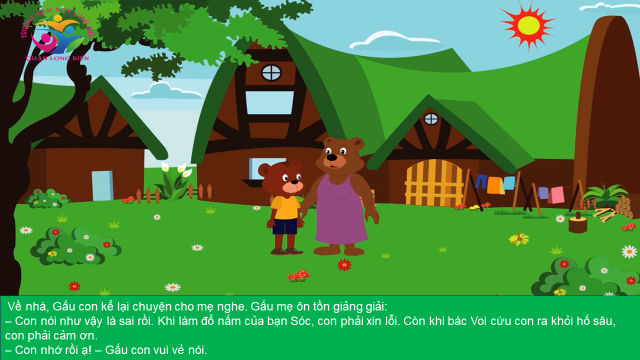 Về nhà, Gấu con kể lại chuyện cho mẹ nghe. Gấu mẹ ôn tồn giảng giải:
– Con nói như vậy là sai rồi. Khi làm đổ nấm của bạn Sóc, con phải xin lỗi. Còn khi bác Voi cứu con ra khỏi hố sâu,
con phải cảm ơn.
– Con nhớ rồi ạ! – Gấu con vui vẻ nói.